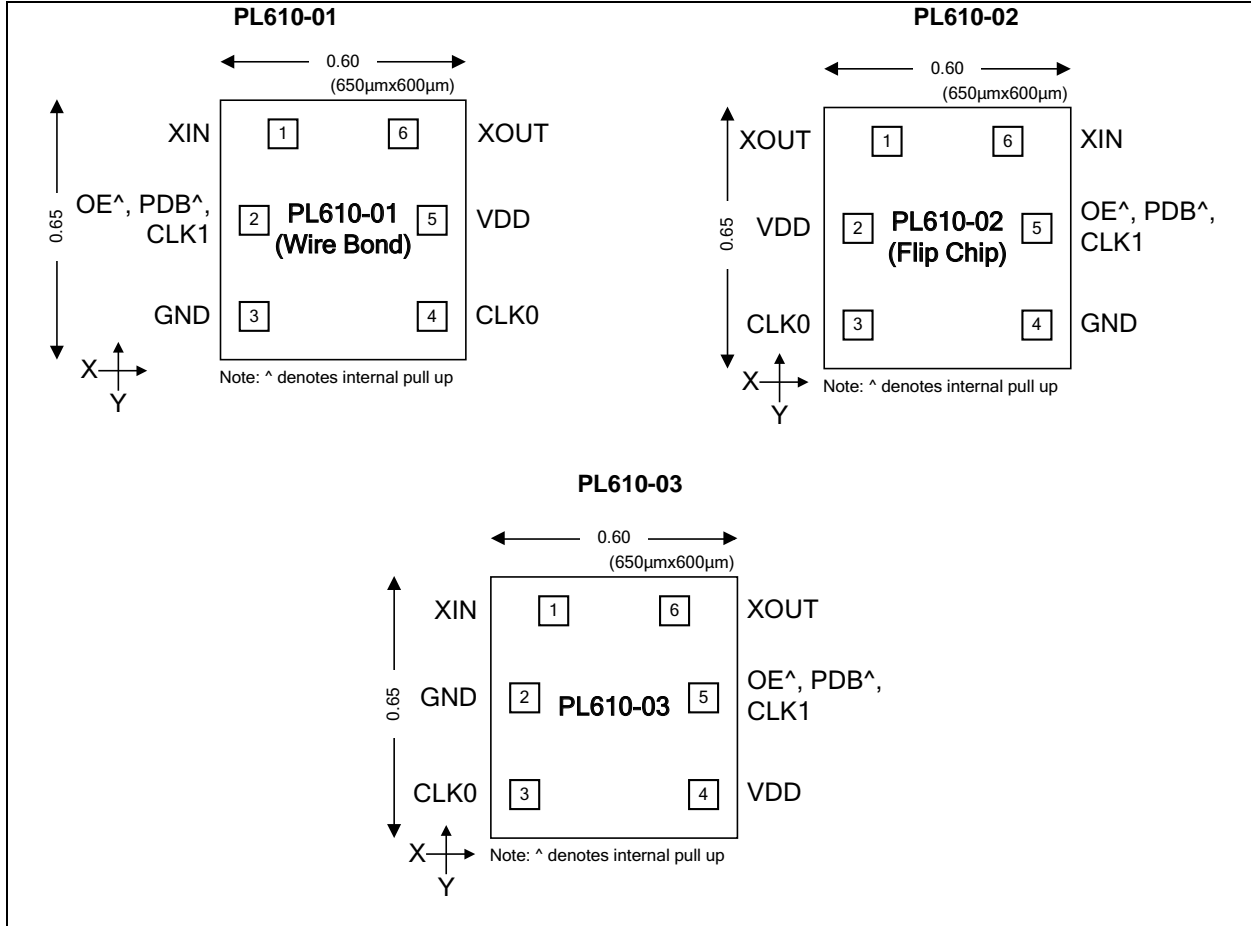 PL610-01
0.60
(650µmx600µm)
0.65
XIN
1
6
XOUT
OE^, PDB^,
CLK1
2
PL610-01
(Wire Bond)
5
VDD
GND
3
4
CLK0
X
Y
Note: ^ denotes internal pull up
PL610-02
0.60
(650µmx600µm)
0.65
XOUT
1
6
XIN
VDD
2
PL610-02
(Flip Chip)
5
OE^, PDB^,
CLK1
CLK0
3
4
GND
X
Y
Note: ^ denotes internal pull up
PL610-03
0.60
(650µmx600µm)
0.65
XIN
1
6
XOUT
GND
2
PL610-03
5
OE^, PDB^,
CLK1
CLK0
3
4
VDD
X
Y
Note: ^ denotes internal pull up